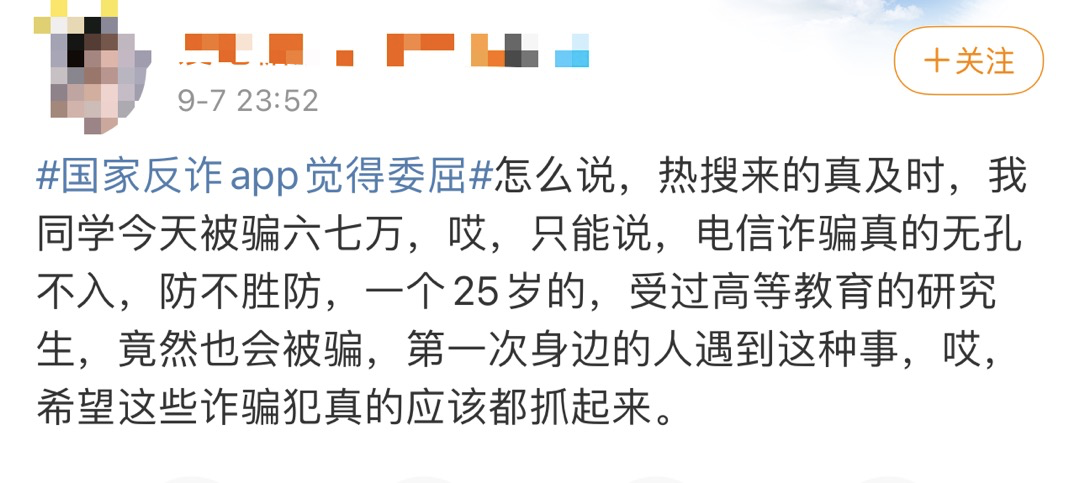 ＋关注
9-7 23:52
#国家反诈app觉得委屈#怎么说，热搜来的真及时，我
同学今天被骗六七万，哎，只能说，电信诈骗真的无孔
不入，防不胜防，一个25岁的，受过高等教育的研究
生，竟然也会被骗，第一次身边的人遇到这种事，哎，
希望这些诈骗犯真的应该都抓起来。